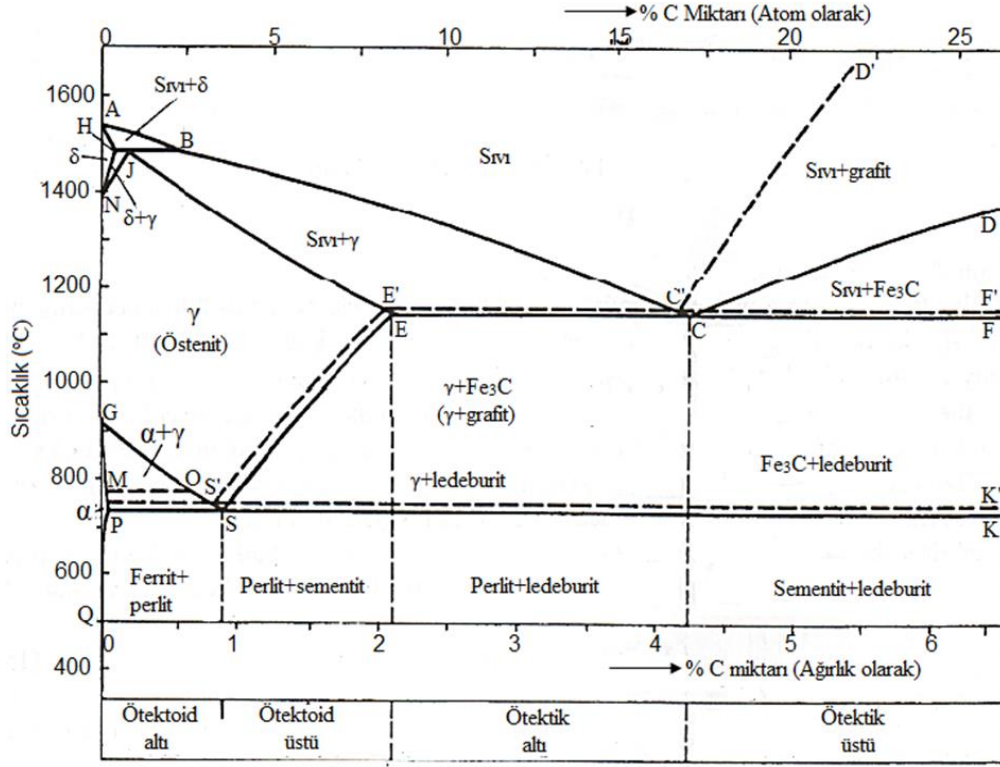 % C Miktarı (Atom olarak)
0 5 10 15 20 25
Sıcaklık (ºC)
1600
1400
1200
1000
800
600
400
A
Sıvı+δ
H
B
δ
J
N
δ+γ
Sıvı
D'
Sıvı+grafit
D
Sıvı+γ
E'
E
C'
C
Sıvı+Fe3C
F'
F
γ
(Östenit)
γ+Fe3C
(γ+grafit)
G
α+γ
M
O
S'
γ+ledeburit
Fe3C+ledeburit
K'
α
P
S
K
Ferrit+
perlit
Perlit+sementit
Perlit+ledeburit
Sementit+ledeburit
Q
0 1 2 3 4 5 6
% C miktarı (Ağırlık olarak)
Ötektoid
altı
Ötektoid
üstü
Ötektik
altı
Ötektik
üstü